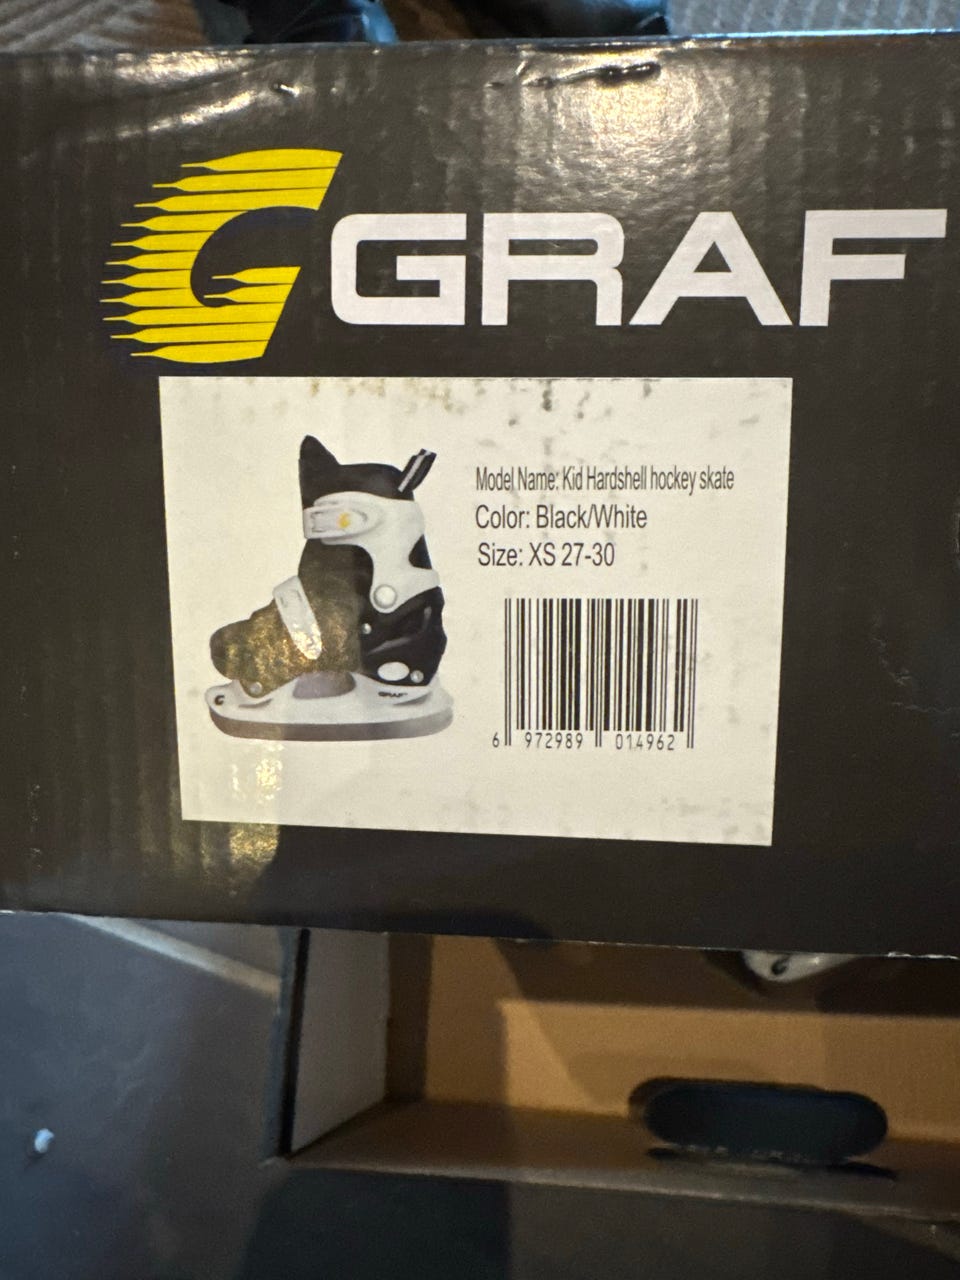 GRAF
Model Name: Kid Hardshell hockey skate
Color: Black/White
Size: XS 27-30
GRAF
6 972989 014962